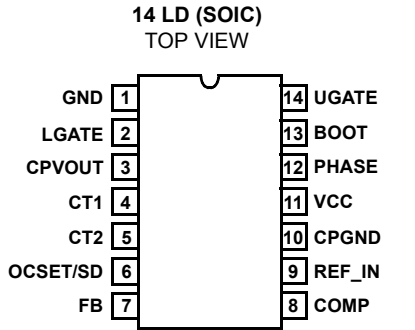 14 LD (SOIC)
TOP VIEW
GND 1 14 UGATE
LGATE 2 13 BOOT
CPVOUT 3 12 PHASE
CT1 4 11 VCC
CT2 5 10 CPGND
OCSET/SD 6 9 REF_IN
FB 7 8 COMP